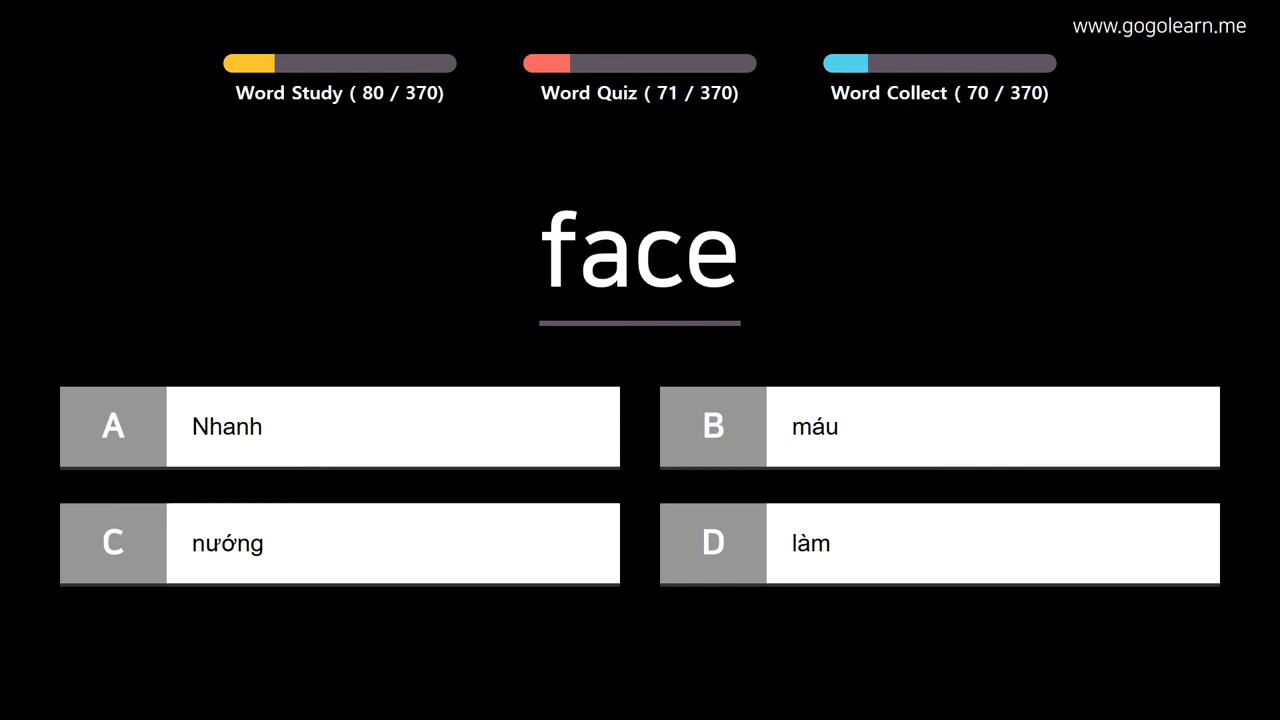 www.gogolearn.me
Word Study ( 80 / 370)
Word Quiz ( 71 / 370)
Word Collect ( 70 / 370)
face
A Nhanh
B máu
C nướng
D làm